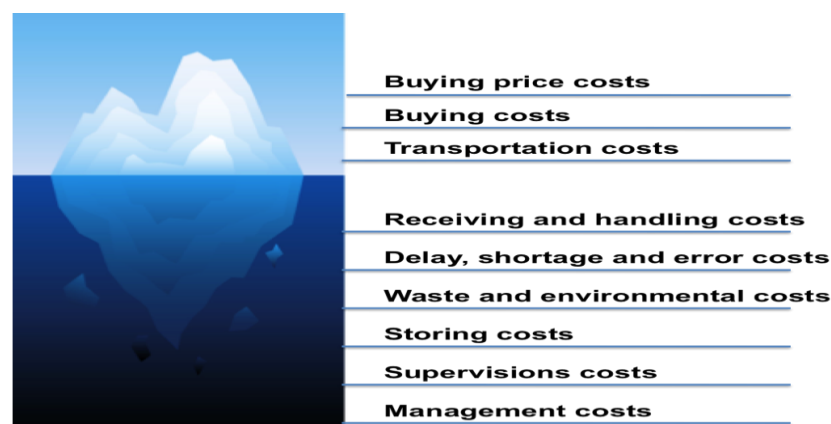 Buying price costs
Buying costs
Transportation costs
Receiving and handling costs
Delay, shortage and error costs
Waste and environmental costs
Storing costs
Supervisions costs
Management costs